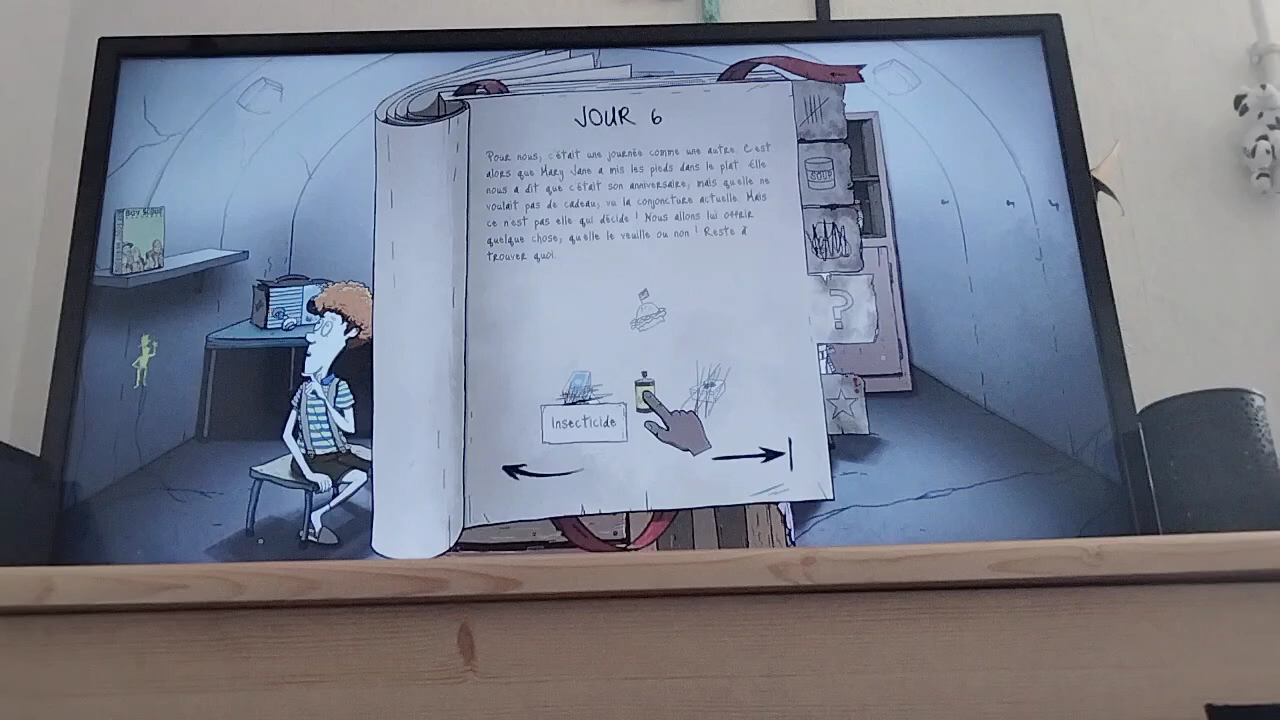 JOUR 6
Pour nous, c'était une journée comme une autre. C'est
alors que Mary Jane a mis les pieds dans le plat. Elle
nous a dit que c'était son anniversaire, mais qu'elle ne
voulait pas de cadeau, vu la conjoncture actuelle. Mais
ce n'est pas elle qui décide ! Nous allons lui offrir
quelque chose, qu'elle le veuille ou non ! Reste à
trouver quoi.
Insecticide
SOUP
Boy Scout